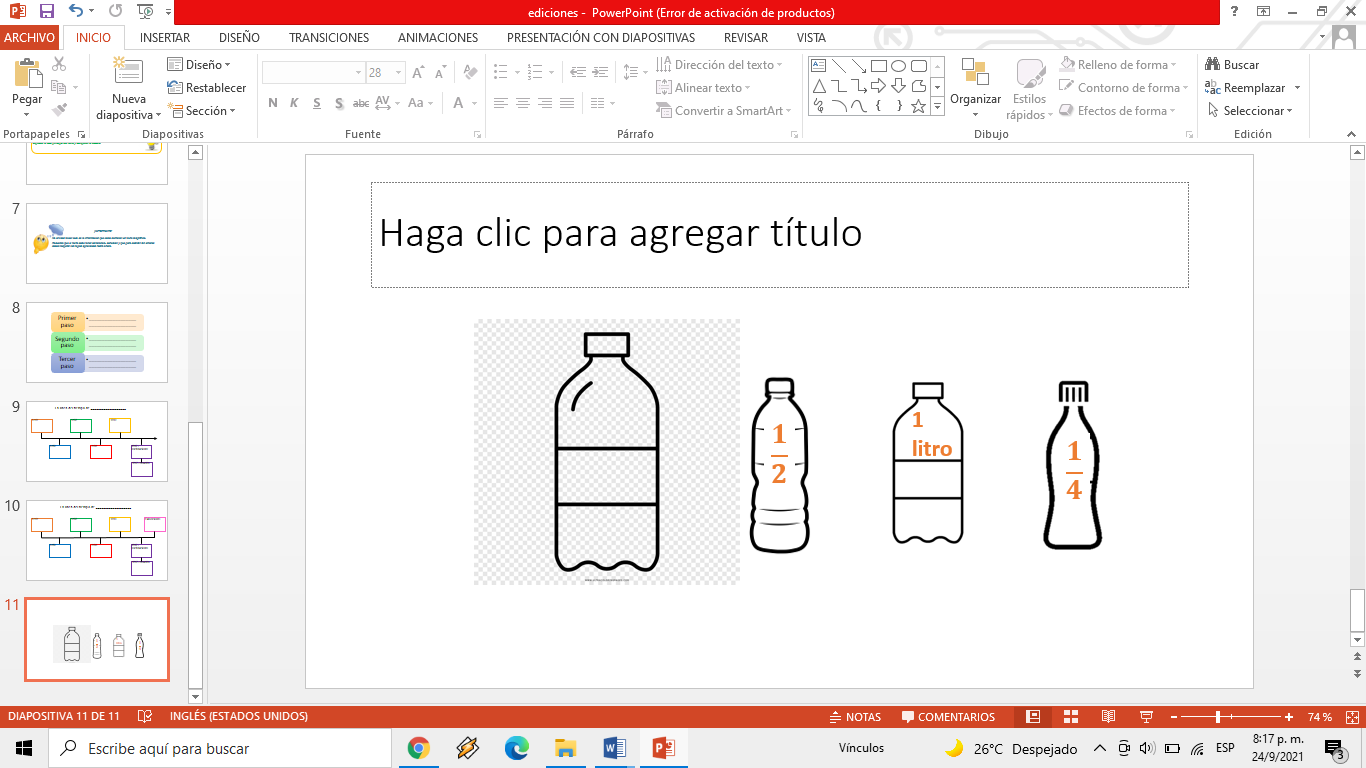 ediciones - PowerPoint (Error de activación de productos)
ARCHIVO INICIO INSERTAR DISEÑO TRANSICIONES ANIMACIONES PRESENTACIÓN CON DIAPOSITIVAS REVISAR VISTA
Pegar
Portapapeles
Nueva
diapositiva
Diseño
Restablecer
Sección
Diapositivas
28
N K S S abc AV Aa A
Fuente
Dirección del texto
Alinear texto
Convertir a SmartArt
Párrafo
Organizar
Estilos
rápidos
Relleno de forma
Contorno de forma
Efectos de forma
Dibujo
Buscar
Reemplazar
Seleccionar
Edición
7
8
Primer
paso
Segundo
paso
Tercer
paso
9
10
11
Haga clic para agregar título
1
2
1
litro
1
4
DIAPOSITIVA 11 DE 11 INGLÉS (ESTADOS UNIDOS) NOTAS COMENTARIOS 74 %
Escribe aquí para buscar
Vínculos
26°C Despejado
ESP
8:17 p. m.
24/9/2021
3